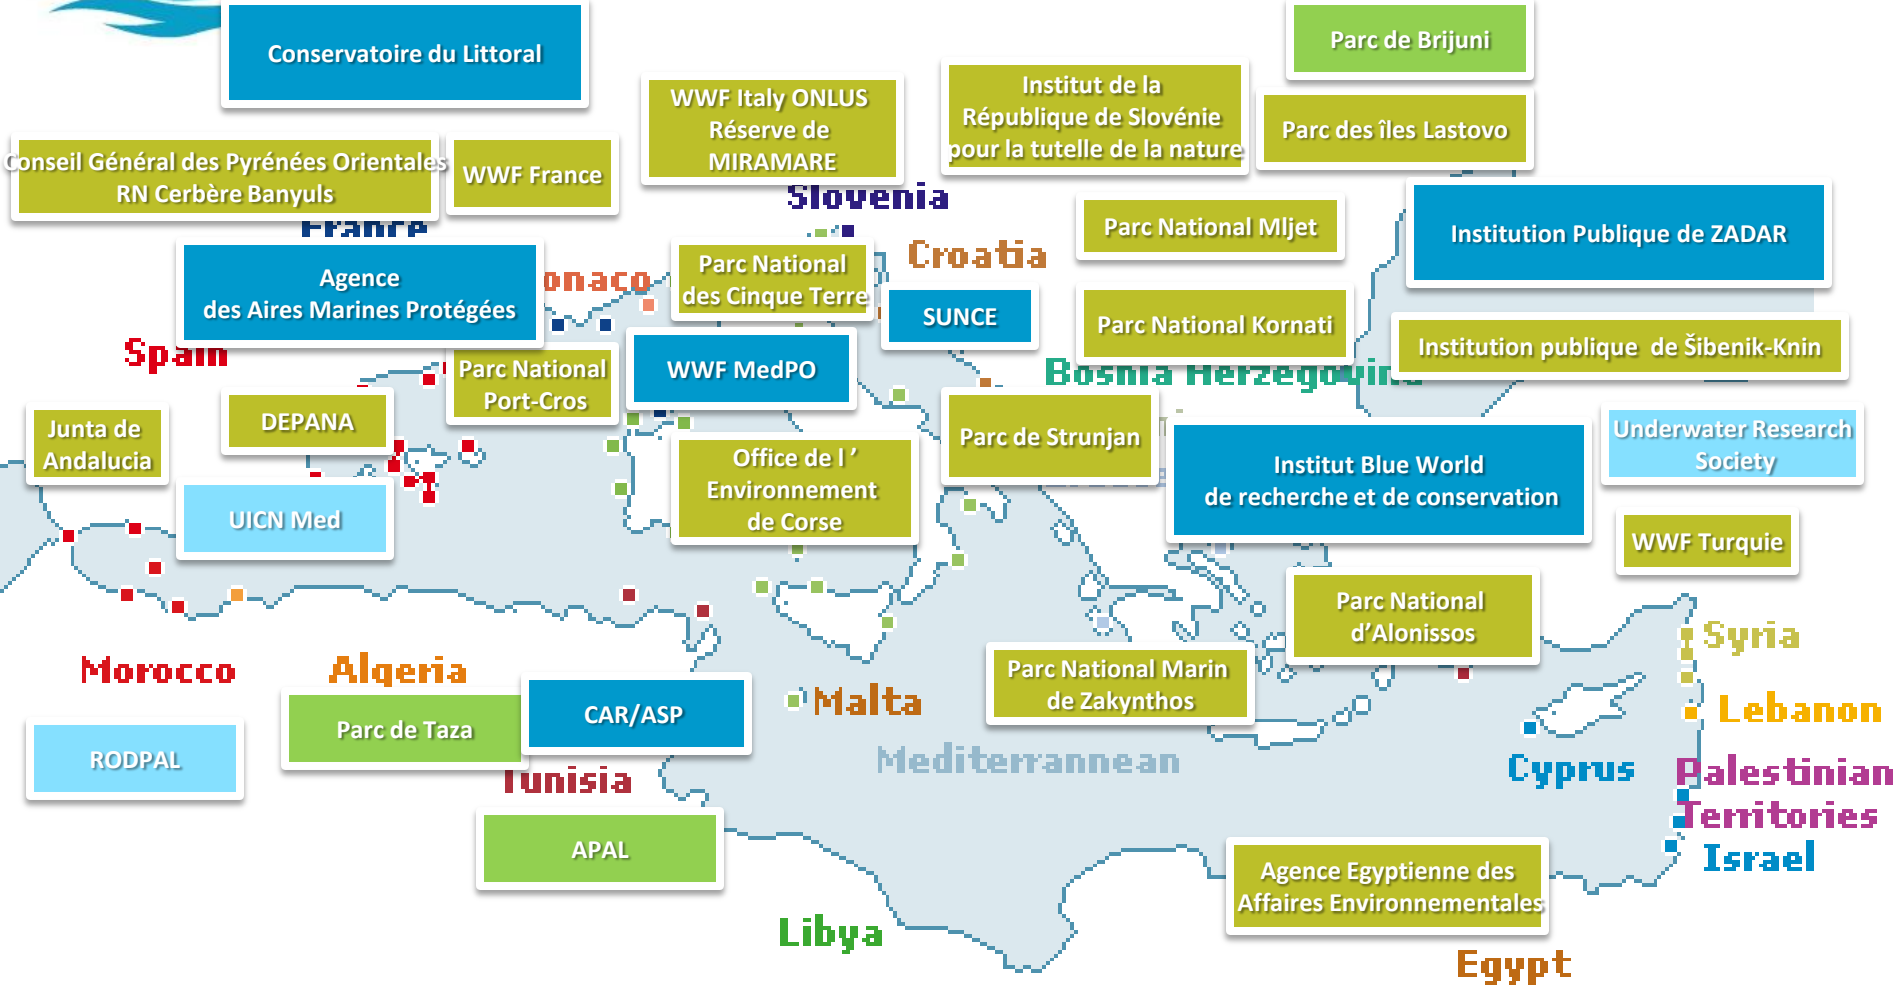 Conservatoire du Littoral
Parc de Brijuni
WWF Italy ONLUS
Réserve de
MIRAMARE
Institut de la
République de Slovénie
pour la tutelle de la nature
Parc des îles Lastovo
Conseil Général des Pyrénées Orientales
RN Cerbère Banyuls
WWF France
Slovenia
France
Parc National Mljet
Institution Publique de ZADAR
Croatia
Agence
des Aires Marines Protégées
onaco
Parc National
des Cinque Terre
SUNCE
Parc National Kornati
Institution publique de Šibenik-Knin
Spain
Parc National
Port-Cros
WWF MedPO
Bosnia Herzegovina
Junta de
Andalucia
DEPANA
Office de l ’
Environnement
de Corse
Parc de Strunjan
Institut Blue World
de recherche et de conservation
Underwater Research
Society
UICN Med
WWF Turquie
Parc National
d’Alonissos
Syria
Morocco
Algeria
Parc National Marin
de Zakynthos
Malta
Lebanon
Parc de Taza
CAR/ASP
RODPAL
Mediterrannean
Cyprus
Palestinian
Territories
Tunisia
APAL
Israel
Agence Egyptienne des
Affaires Environnementales
Libya
Egypt